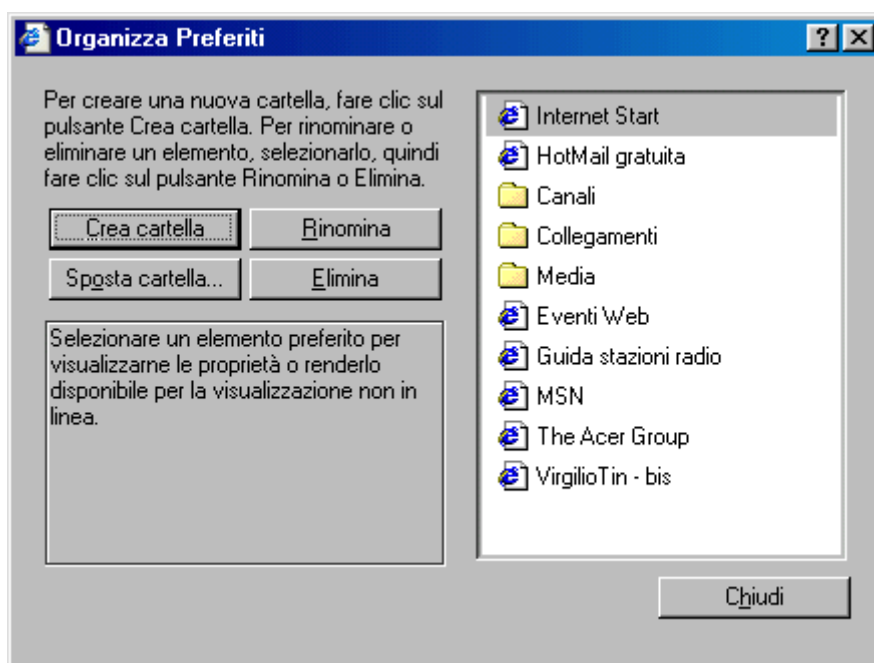 Organizza Preferiti
Per creare una nuova cartella, fare clic sul
pulsante Crea cartella. Per rinominare o
eliminare un elemento, selezionarlo, quindi
fare clic sul pulsante Rinomina o Elimina.
Crea cartella
Rinomina
Sposta cartella...
Elimina
Selezionare un elemento preferito per
visualizzarne le proprietà o renderlo
disponibile per la visualizzazione non in
linea.
Internet Start
HotMail gratuita
Canali
Collegamenti
Media
Eventi Web
Guida stazioni radio
MSN
The Acer Group
VirgilioTin - bis
Chiudi